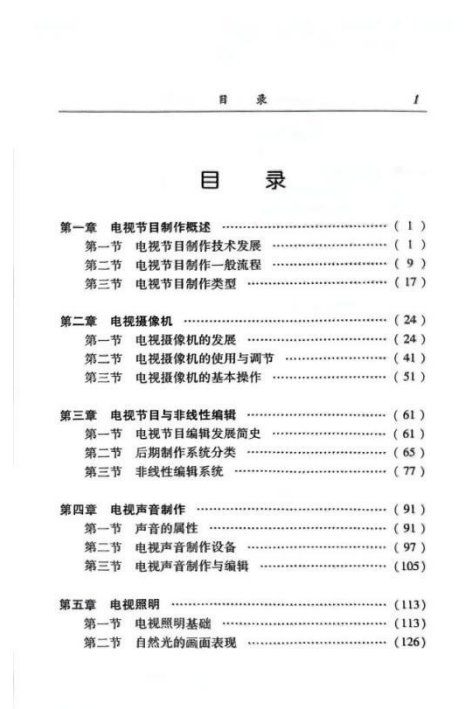 目 录 1
目 录
第一章 电视节目制作概述 ………………………………… ( 1 )
第一节 电视节目制作技术发展 ……………………… ( 1 )
第二节 电视节目制作一般流程 ……………………… ( 9 )
第三节 电视节目制作类型 …………………………… ( 17 )
第二章 电视摄像机 ………………………………………… ( 24 )
第一节 电视摄像机的发展 …………………………… ( 24 )
第二节 电视摄像机的使用与调节 …………………… ( 41 )
第三节 电视摄像机的基本操作 ……………………… ( 51 )
第三章 电视节目与非线性编辑 …………………………… ( 61 )
第一节 电视节目编辑发展简史 ……………………… ( 61 )
第二节 后期制作系统分类 …………………………… ( 65 )
第三节 非线性编辑系统 ……………………………… ( 77 )
第四章 电视声音制作 ……………………………………… ( 91 )
第一节 声音的属性 …………………………………… ( 91 )
第二节 电视声音制作设备 …………………………… ( 97 )
第三节 电视声音制作与编辑 ………………………… (105)
第五章 电视照明 …………………………………………… (113)
第一节 电视照明基础 ………………………………… (113)
第二节 自然光的画面表现 …………………………… (126)